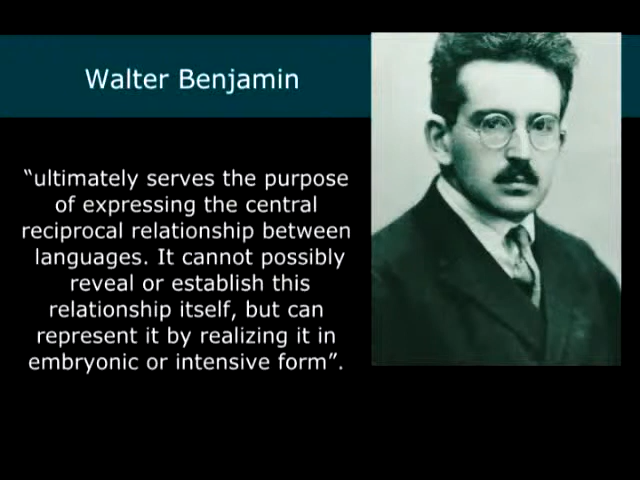 Walter Benjamin
“ultimately serves the purpose
of expressing the central
reciprocal relationship between
languages. It cannot possibly
reveal or establish this
relationship itself, but can
represent it by realizing it in
embryonic or intensive form”.